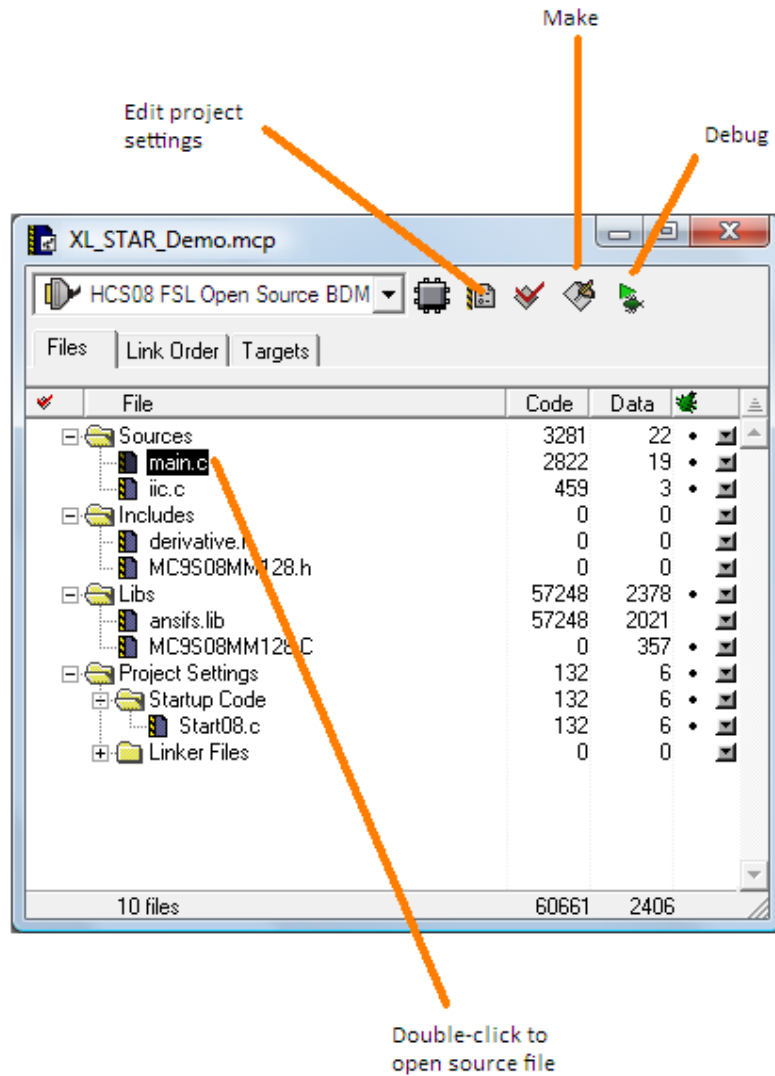 Make
Edit project
settings
Debug
XL_STAR_Demo.mcp
HCS08 FSL Open Source BDM
Files Link Order Targets
File Code Data
Sources 3281 22
main.c 2822 19
iic.c 459 3
Includes 0 0
derivative. 0 0
MC9S08MM128.h 0 0
Libs 57248 2378
ansifs.lib 57248 2021
MC9S08MM128.C 0 357
Project Settings 132 6
Startup Code 132 6
Start08.c 132 6
Linker Files 0 0
10 files 60661 2406
Double-click to
open source file